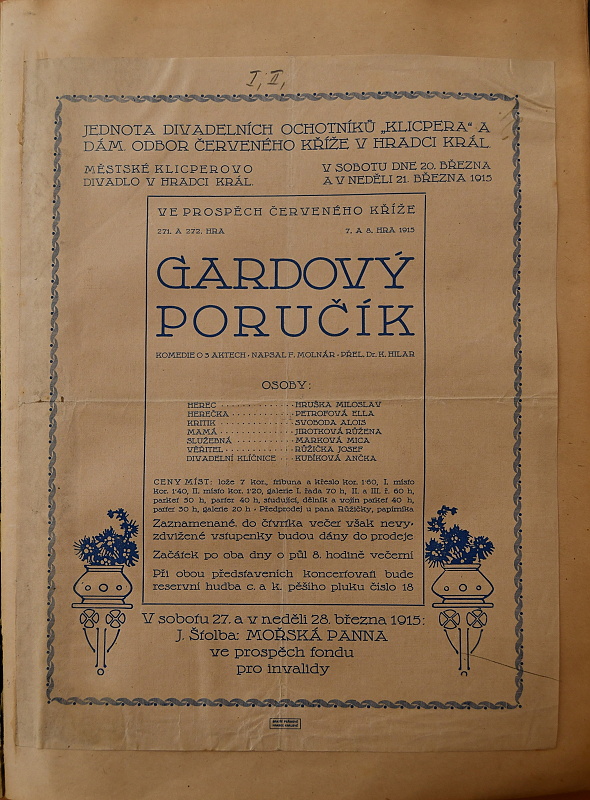 I, II,
JEDNOTA DIVADELNÍCH OCHOTNÍKŮ „KLICPERA“ A
DÁM. ODBOR ČERVENÉHO KŘÍŽE V HRADCI KRÁL.
MĚSTSKÉ KLICPEROVO
DIVADLO V HRADCI KRÁL.
V SOBOTU DNE 20. BŘEZNA
A V NEDĚLI 21. BŘEZNA 1915
VE PROSPĚCH ČERVENÉHO KŘÍŽE
271. A 272. HRA
7. A 8. HRA 1915
GARDOVÝ
PORUČÍK
KOMEDIE O 3 AKTECH · NAPSAL F. MOLNÁR · PŘEL. Dr. K. HILAR
OSOBY:
HEREC . . . . . . . . . . HRUŠKA MILOSLAV
HEREČKA . . . . . . . . . PETROFOVÁ ELLA
KRITIK . . . . . . . . . . SVOBODA ALOIS
MAMÁ . . . . . . . . . . JIROTKOVÁ RŮŽENA
SLUŽEBNÁ . . . . . . . . . MARKOVÁ MICA
VĚŘITEL . . . . . . . . . . RŮŽIČKA JOSEF
DIVADELNÍ KLÍČNICE · · KUBÍKOVÁ ANČKA
CENY MÍST: lože 7 kor., tribuna a křeslo kor. 1·60, I. místo
kor. 1·40, II. místo kor. 1·20, galerie I. řada 70 h, II. a III. ř. 60 h,
parket 50 h, parter 40 h, studující, dělník a vojín parket 40 h,
parter 30 h, galerie 20 h · Předprodej u pana Růžičky, papírníka
Zaznamenané, do čtvrtka večer však nevy-
zdvižené vstupenky budou dány do prodeje
Začátek po oba dny o půl 8. hodině večerní
Při obou představeních koncertovati bude
reservní hudba c. a k. pěšího pluku číslo 18
V sobotu 27. a v neděli 28. března 1915:
J. Štolba: MOŘSKÁ PANNA
ve prospěch fondu
pro invalidy